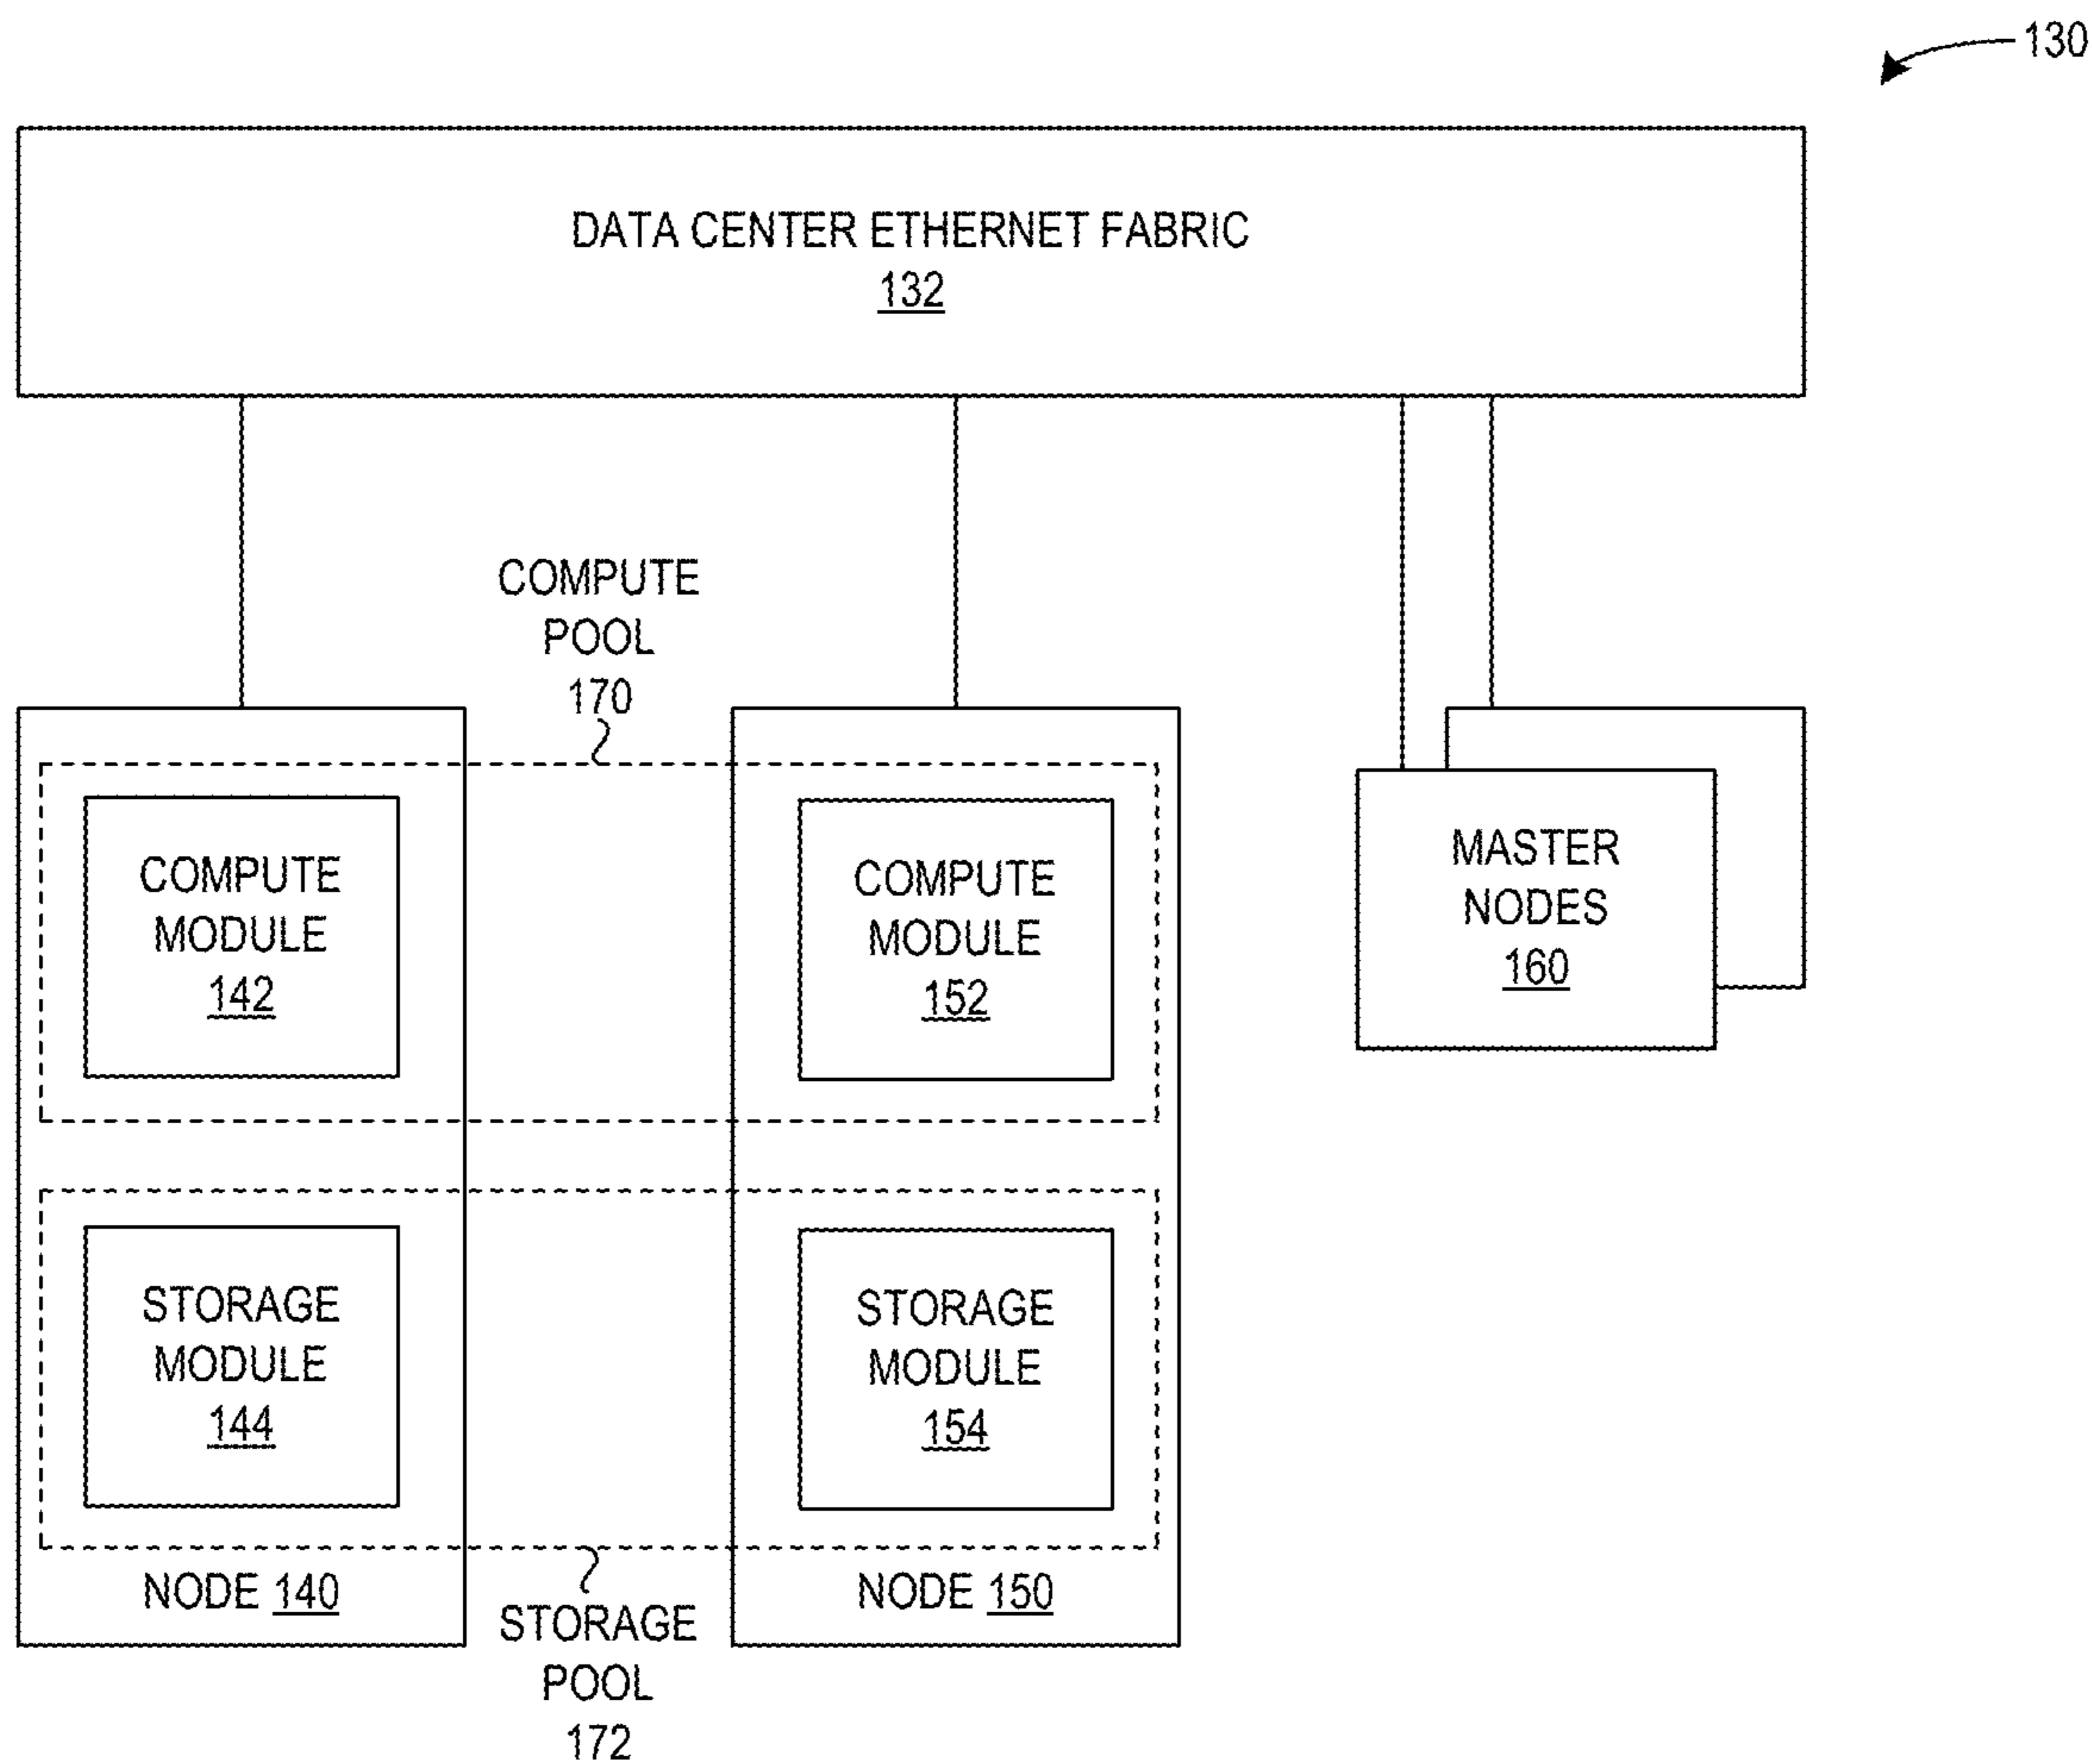 130
DATA CENTER ETHERNET FABRIC
132
COMPUTE
POOL
170
COMPUTE
MODULE
142
COMPUTE
MODULE
152
MASTER
NODES
160
STORAGE
MODULE
144
STORAGE
MODULE
154
NODE 140
NODE 150
STORAGE
POOL
172